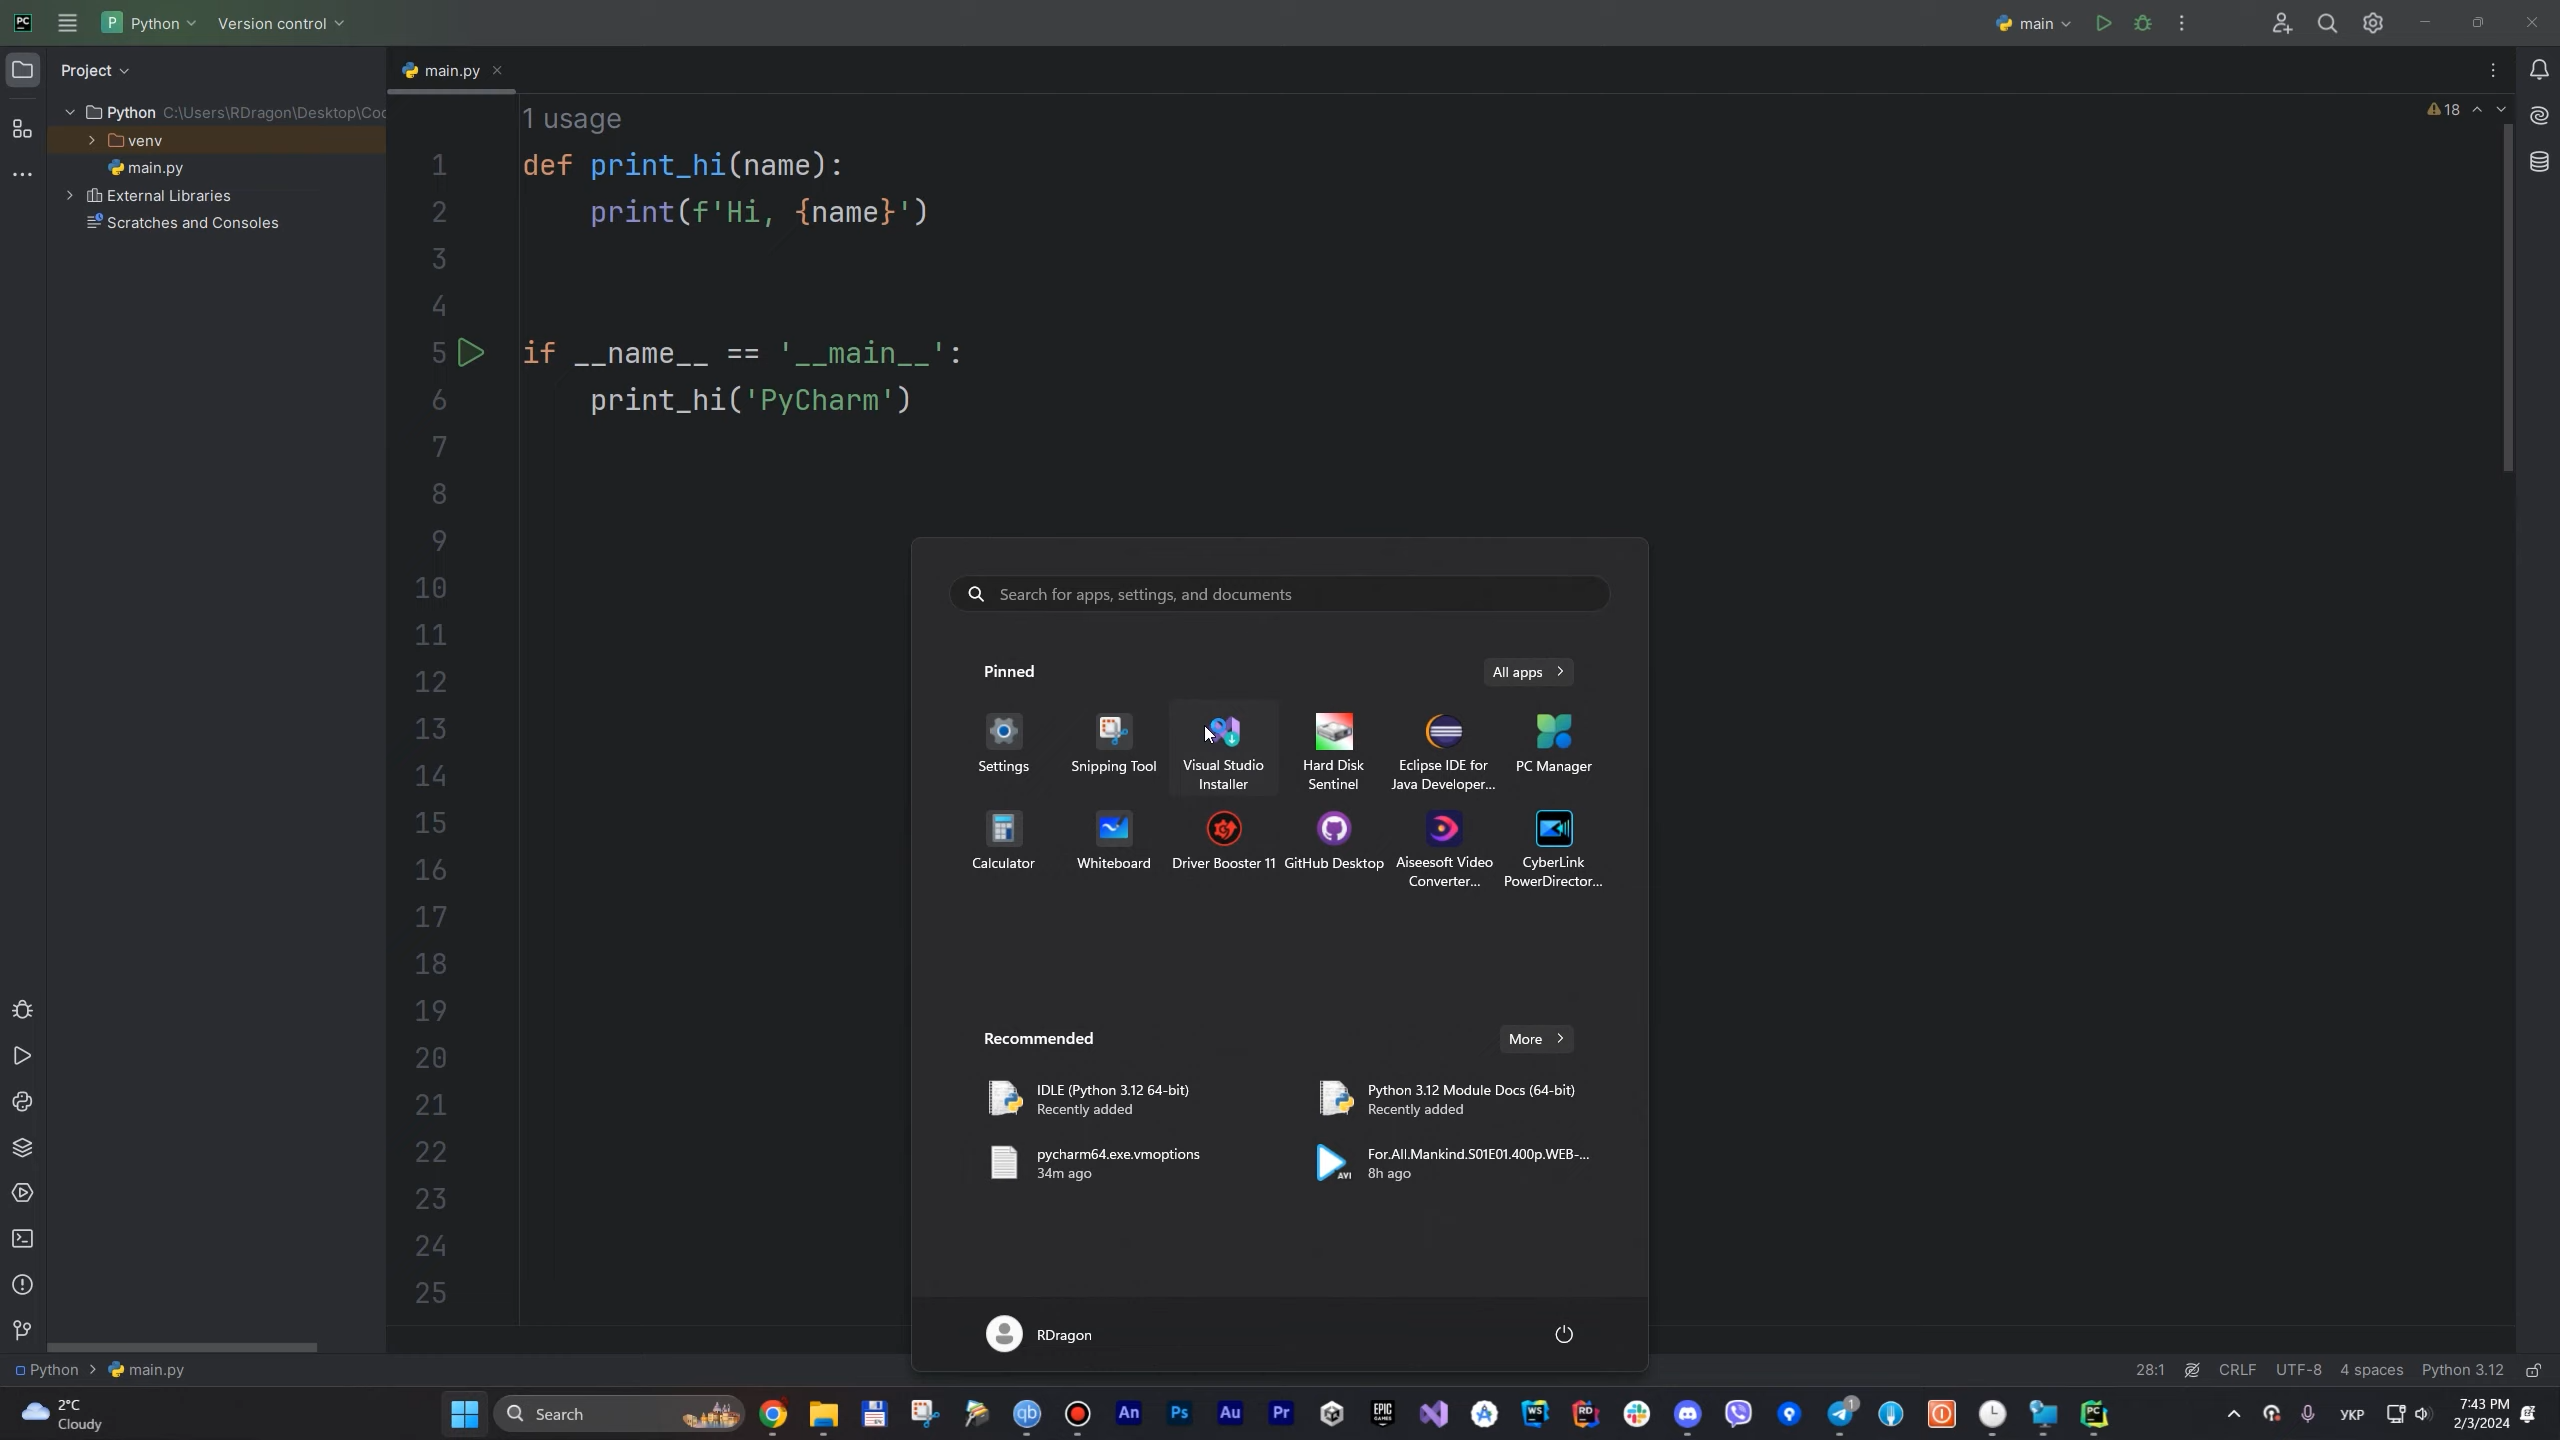 Python
Version control
main
Project
main.py
Python C:\Users\RDragon\Desktop\Coo
venv
main.py
External Libraries
Scratches and Consoles
18
1 usage
1 def print_hi(name):
2 print(f'Hi, {name}')
3
4
5 if __name__ == '__main__':
6 print_hi('PyCharm')
7
8
9
10
11
12
13
14
15
16
17
18
19
20
21
22
23
24
25
Search for apps, settings, and documents
Pinned
All apps
Settings
Snipping Tool
Visual Studio
Installer
Hard Disk
Sentinel
Eclipse IDE for
Java Developer...
PC Manager
Calculator
Whiteboard
Driver Booster 11
GitHub Desktop
Aiseesoft Video
Converter...
CyberLink
PowerDirector...
Recommended
More
IDLE (Python 3.12 64-bit)
Recently added
Python 3.12 Module Docs (64-bit)
Recently added
pycharm64.exe.vmoptions
34m ago
For.All.Mankind.S01E01.400p.WEB-...
8h ago
RDragon
Python
main.py
28:1
CRLF
UTF-8
4 spaces
Python 3.12
2°C
Cloudy
Search
УКР
7:43 PM
2/3/2024